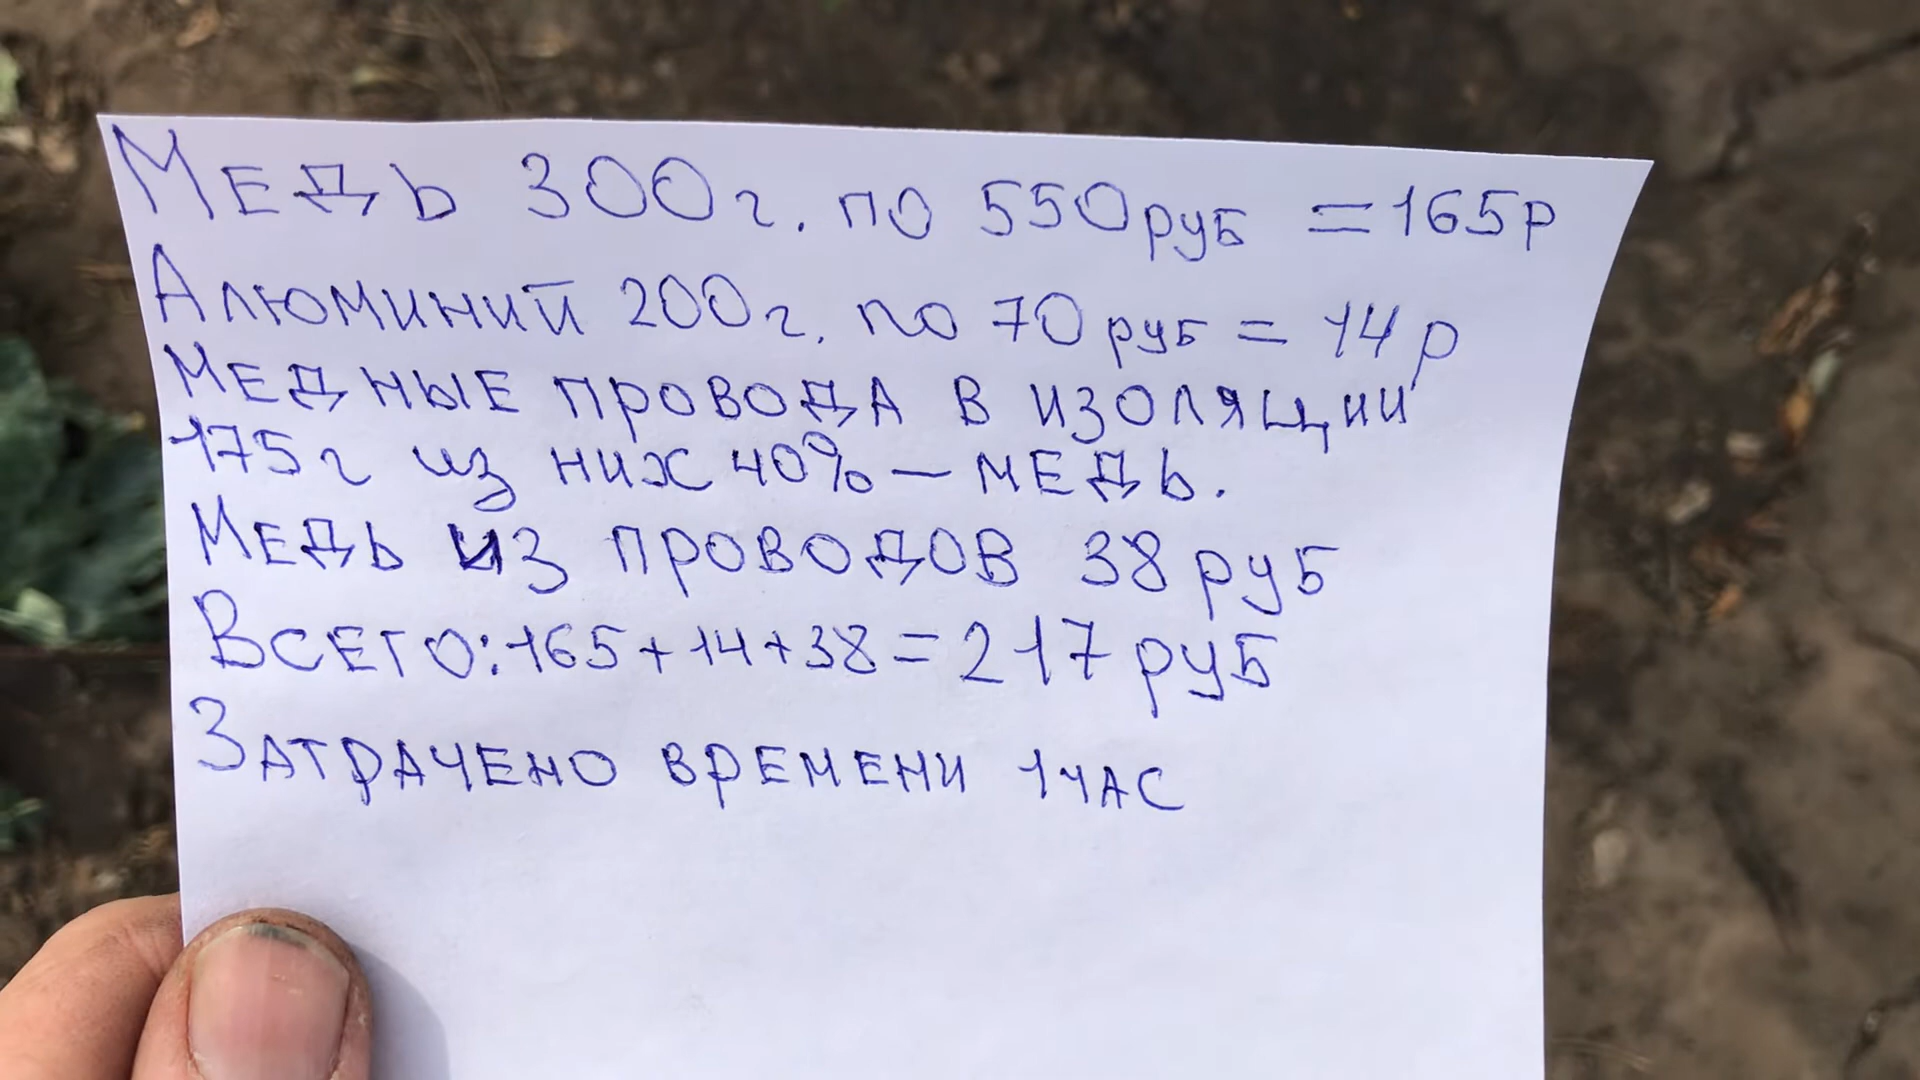 Медь 300г. по 550руб = 165р
Алюминий 200г. по 70руб = 14р
Медные провода в изоляции
175г из ниж 40% – медь.
Медь из проводов 38руб
Всего: 165+14+38=217руб
Затрачено времени 1час